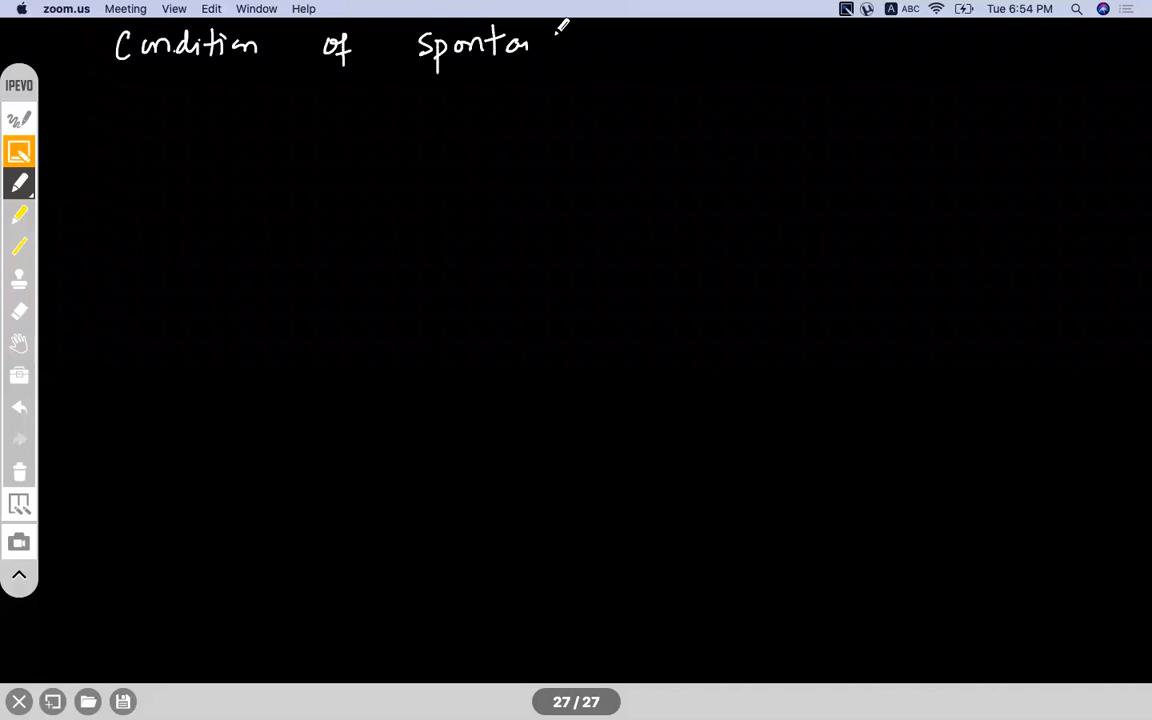 zoom.us Meeting View Edit Window Help A ABC Tue 6:54 PM
Condition of Sponta
IPEVO
27 / 27